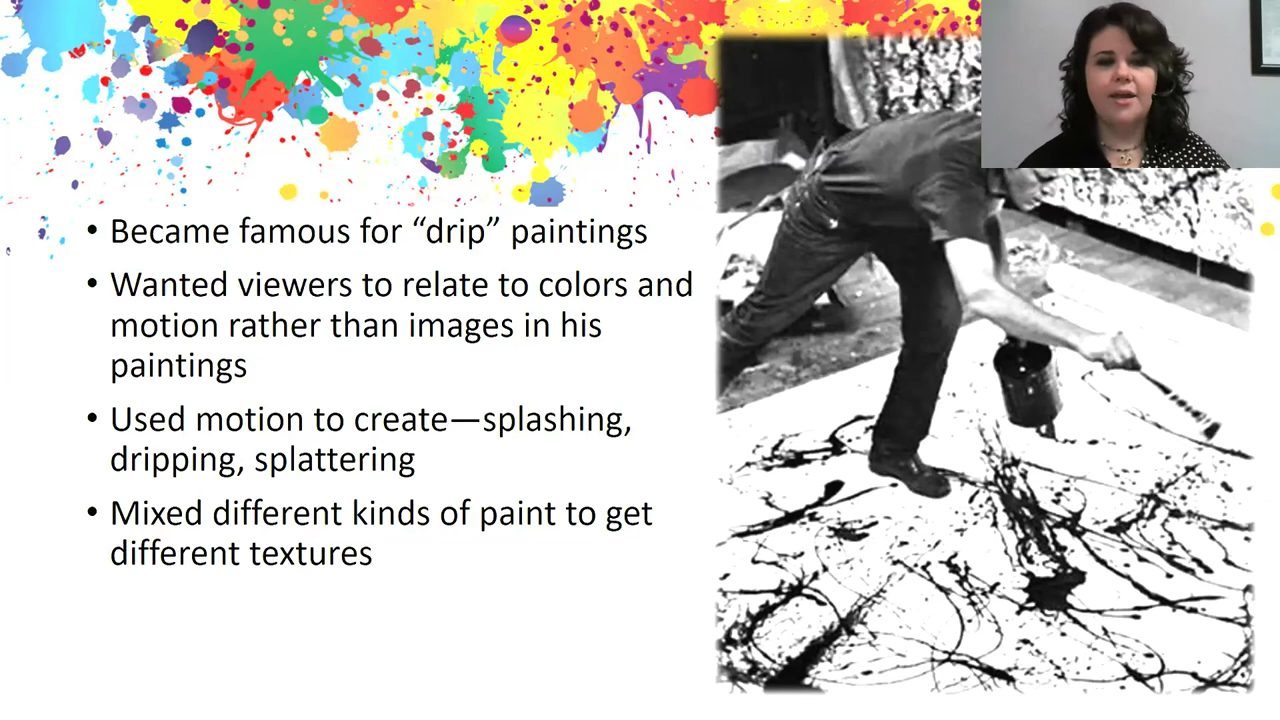 • Became famous for “drip” paintings
• Wanted viewers to relate to colors and
motion rather than images in his
paintings
• Used motion to create—splashing,
dripping, splattering
• Mixed different kinds of paint to get
different textures